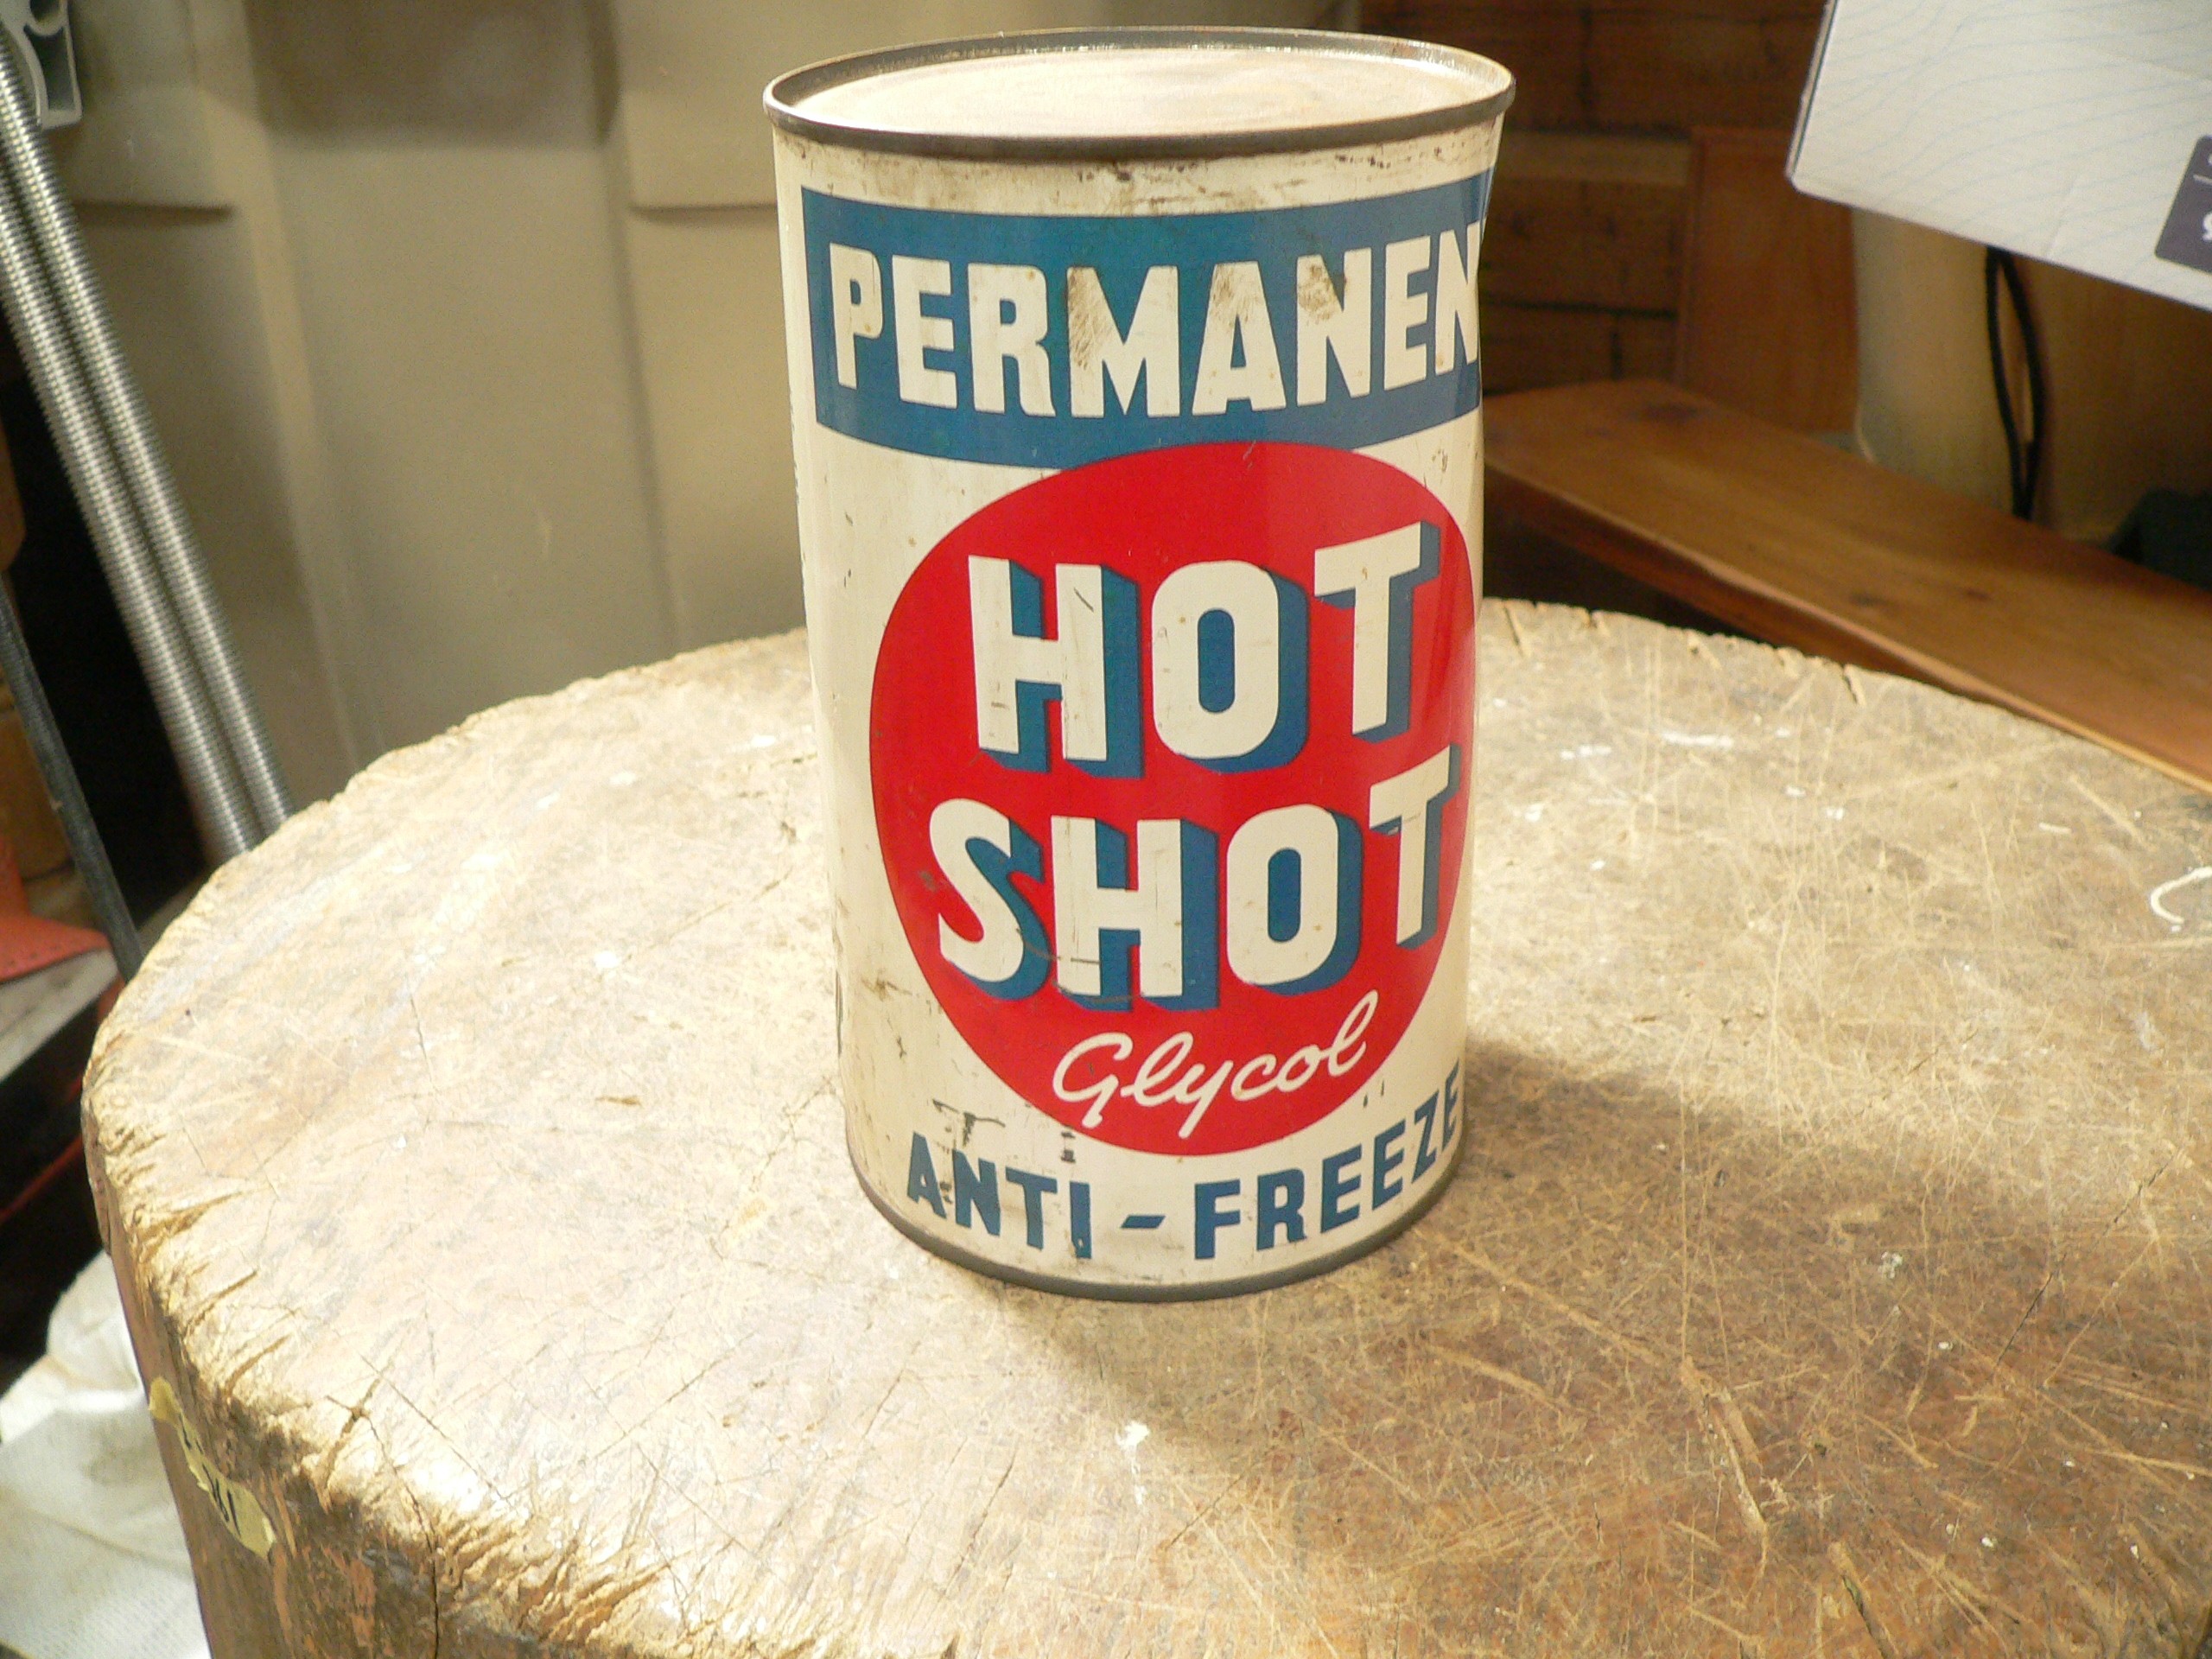 PERMANEN
HOT
SHOT
Glycol
ANTI-FREEZE